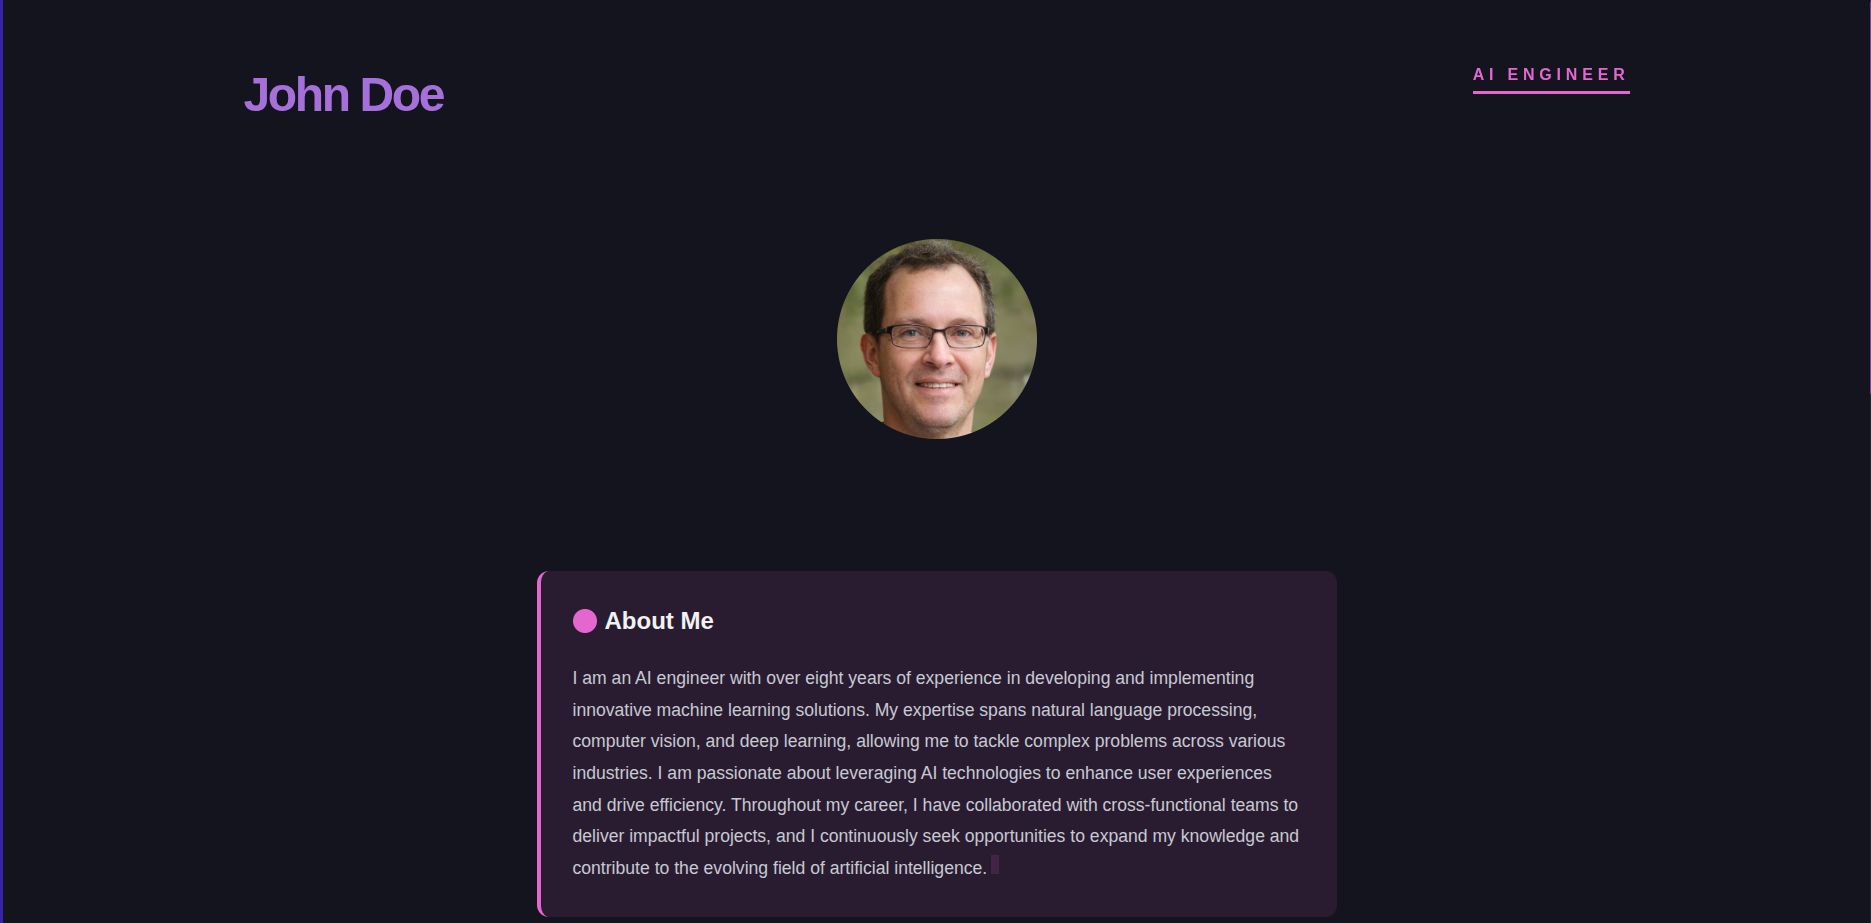 John Doe
AI ENGINEER
About Me
I am an AI engineer with over eight years of experience in developing and implementing
innovative machine learning solutions. My expertise spans natural language processing,
computer vision, and deep learning, allowing me to tackle complex problems across various
industries. I am passionate about leveraging AI technologies to enhance user experiences
and drive efficiency. Throughout my career, I have collaborated with cross-functional teams to
deliver impactful projects, and I continuously seek opportunities to expand my knowledge and
contribute to the evolving field of artificial intelligence.